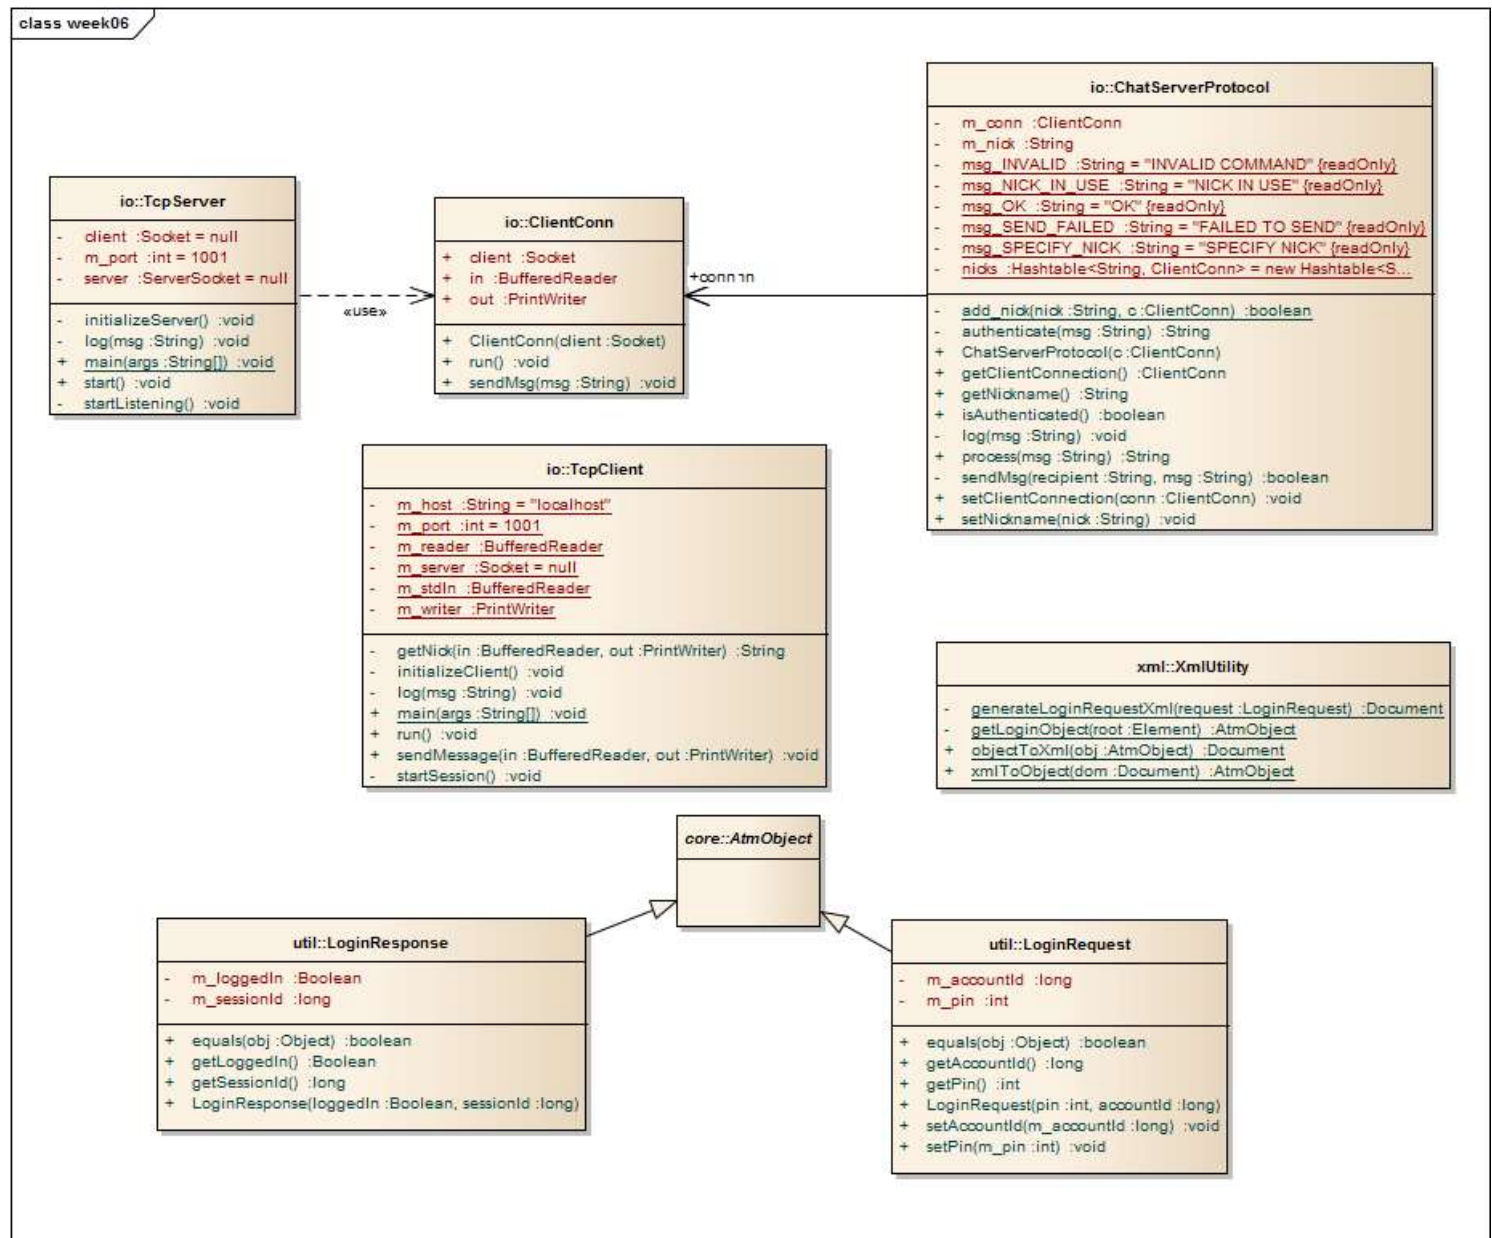 class week06
io::TcpServer
- client :Socket = null
- m_port :int = 1001
- server :ServerSocket = null
- initializeServer() :void
- log(msg :String) :void
+ main(args :String[]) :void
+ start() :void
- startListening() :void
«use»
io::ClientConn
+ client :Socket
+ in :BufferedReader
+ out :PrintWriter
+ ClientConn(client :Socket)
+ run() :void
+ sendMsg(msg :String) :void
io::ChatServerProtocol
- m_conn :ClientConn
- m_nick :String
- msg_INVALID :String = "INVALID COMMAND" {readOnly}
- msg_NICK_IN_USE :String = "NICK IN USE" {readOnly}
- msg_OK :String = "OK" {readOnly}
- msg_SEND_FAILED :String = "FAILED TO SEND" {readOnly}
- msg_SPECIFY_NICK :String = "SPECIFY NICK" {readOnly}
- nicks :Hashtable<String, ClientConn> = new Hashtable<S...
- add_nick(nick :String, c :ClientConn) :boolean
- authenticate(msg :String) :String
+ ChatServerProtocol(c :ClientConn)
+ getClientConnection() :ClientConn
+ getNickname() :String
+ isAuthenticated() :boolean
- log(msg :String) :void
+ process(msg :String) :String
- sendMsg(recipient :String, msg :String) :boolean
+ setClientConnection(conn :ClientConn) :void
+ setNickname(nick :String) :void
io::TcpClient
- m_host :String = "localhost"
- m_port :int = 1001
- m_reader :BufferedReader
- m_server :Socket = null
- m_stdIn :BufferedReader
- m_writer :PrintWriter
- getNick(in :BufferedReader, out :PrintWriter) :String
- initializeClient() :void
- log(msg :String) :void
+ main(args :String[]) :void
+ run() :void
+ sendMessage(in :BufferedReader, out :PrintWriter) :void
- startSession() :void
xml::XmlUtility
- generateLoginRequestXml(request :LoginRequest) :Document
- getLoginObject(root :Element) :AtmObject
+ objectToXml(obj :AtmObject) :Document
+ xmlToObject(dom :Document) :AtmObject
core::AtmObject
util::LoginResponse
- m_loggedIn :Boolean
- m_sessionId :long
+ equals(obj :Object) :boolean
+ getLoggedIn() :Boolean
+ getSessionId() :long
+ LoginResponse(loggedIn :Boolean, sessionId :long)
util::LoginRequest
- m_accountId :long
- m_pin :int
+ equals(obj :Object) :boolean
+ getAccountId() :long
+ getPin() :int
+ LoginRequest(pin :int, accountId :long)
+ setAccountId(m_accountId :long) :void
+ setPin(m_pin :int) :void